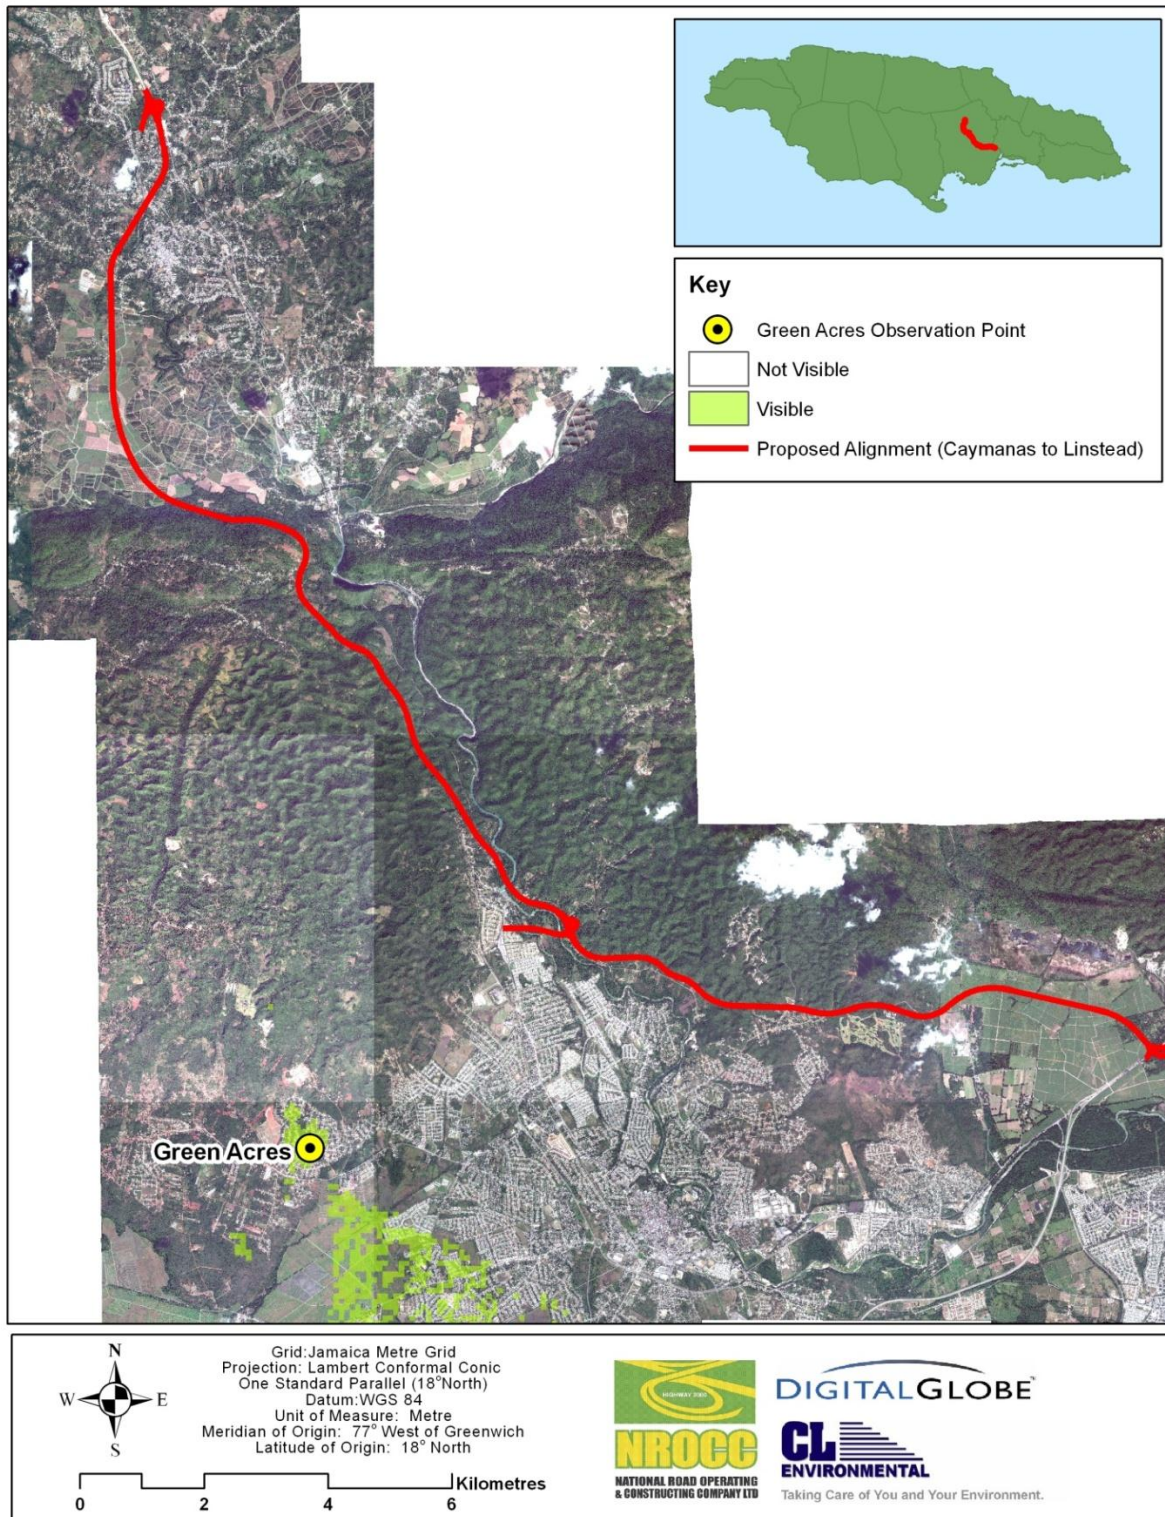 Key
Green Acres Observation Point
Not Visible
Visible
Proposed Alignment (Caymanas to Linstead)
Green Acres
N
W E
S
Grid:Jamaica Metre Grid
Projection: Lambert Conformal Conic
One Standard Parallel (18°North)
Datum:WGS 84
Unit of Measure: Metre
Meridian of Origin: 77° West of Greenwich
Latitude of Origin: 18° North
Kilometres
0 2 4 6
HIGHWAY 2000
NROCC
NATIONAL ROAD OPERATING
& CONSTRUCTING COMPANY LTD
DIGITALGLOBE
CL
ENVIRONMENTAL
Taking Care of You and Your Environment.